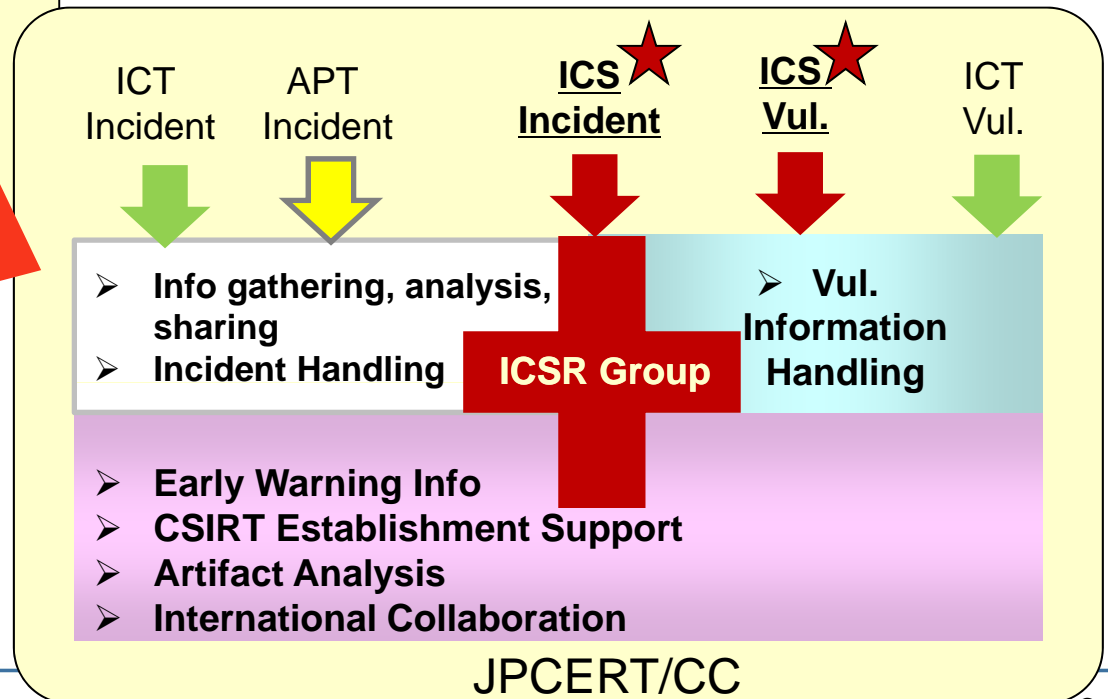 ICT
Incident
APT
Incident
ICS
Incident
ICS
Vul.
ICT
Vul.
➢ Info gathering, analysis,
sharing
➢ Incident Handling
ICSR Group
➢ Vul.
Information
Handling
➢ Early Warning Info
➢ CSIRT Establishment Support
➢ Artifact Analysis
➢ International Collaboration
JPCERT/CC